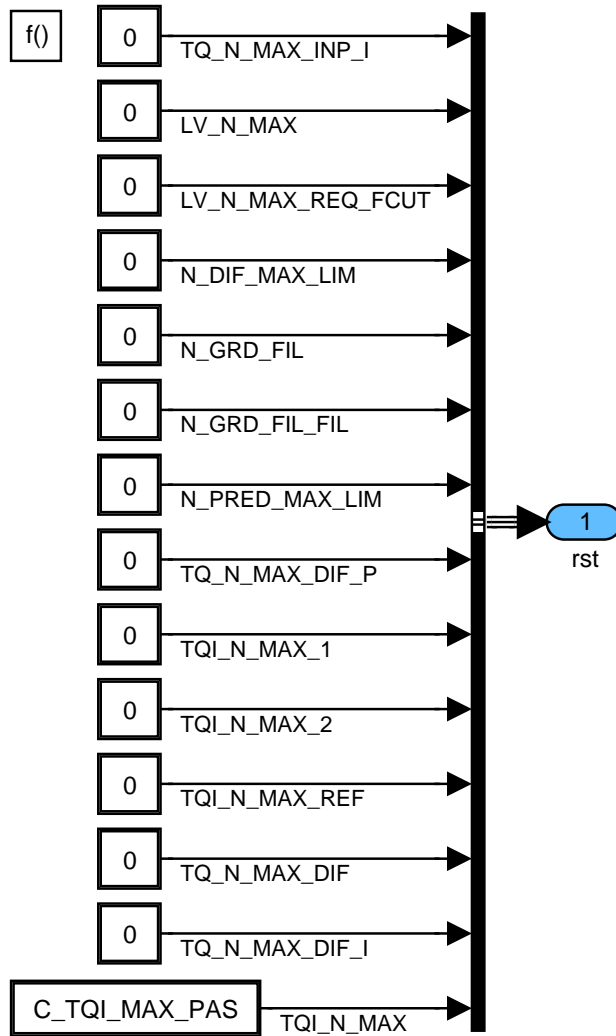 f()
0
TQ_N_MAX_INP_I
0
LV_N_MAX
0
LV_N_MAX_REQ_FCUT
0
N_DIF_MAX_LIM
0
N_GRD_FIL
0
N_GRD_FIL_FIL
0
N_PRED_MAX_LIM
1
rst
0
TQ_N_MAX_DIF_P
0
TQI_N_MAX_1
0
TQI_N_MAX_2
0
TQI_N_MAX_REF
0
TQ_N_MAX_DIF
0
TQ_N_MAX_DIF_I
C_TQI_MAX_PAS
TQI_N_MAX